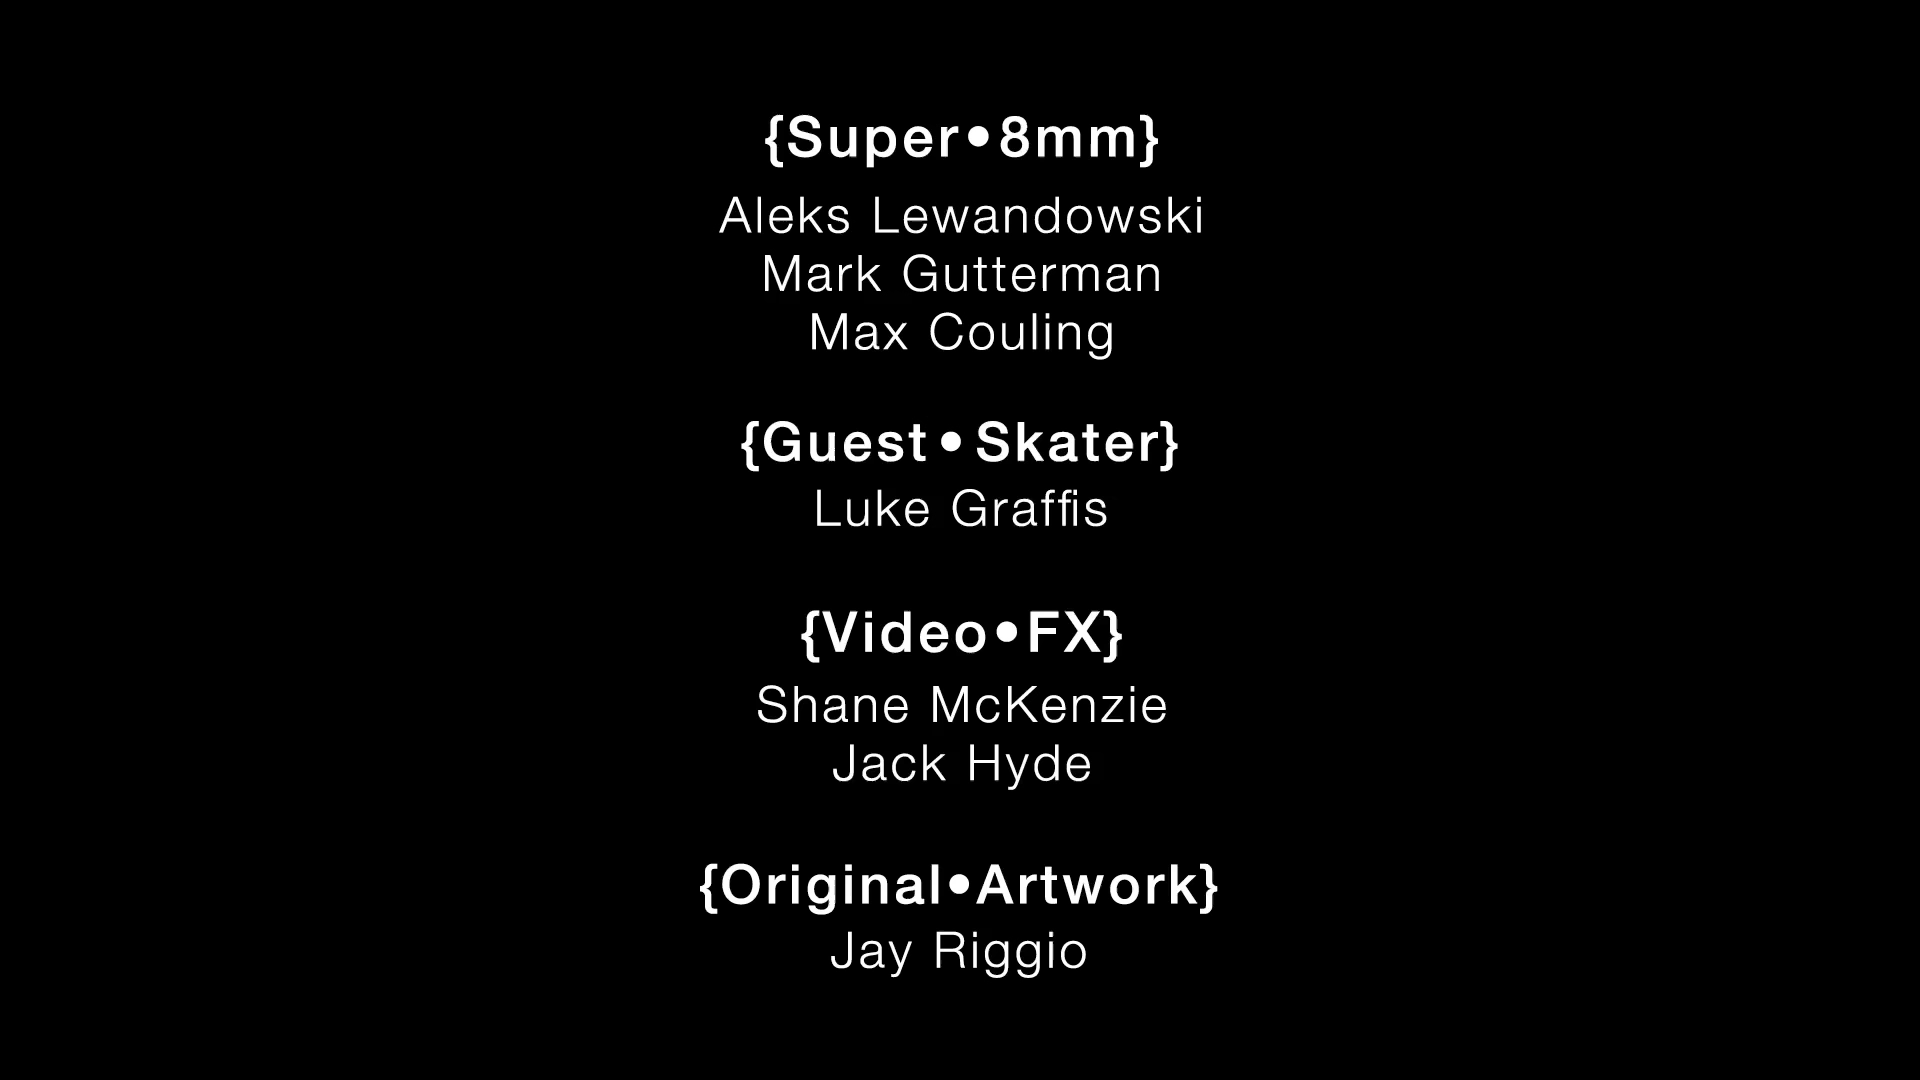 {Super•8mm}
Aleks Lewandowski
Mark Gutterman
Max Couling
{Guest•Skater}
Luke Graffis
{Video•FX}
Shane McKenzie
Jack Hyde
{Original•Artwork}
Jay Riggio